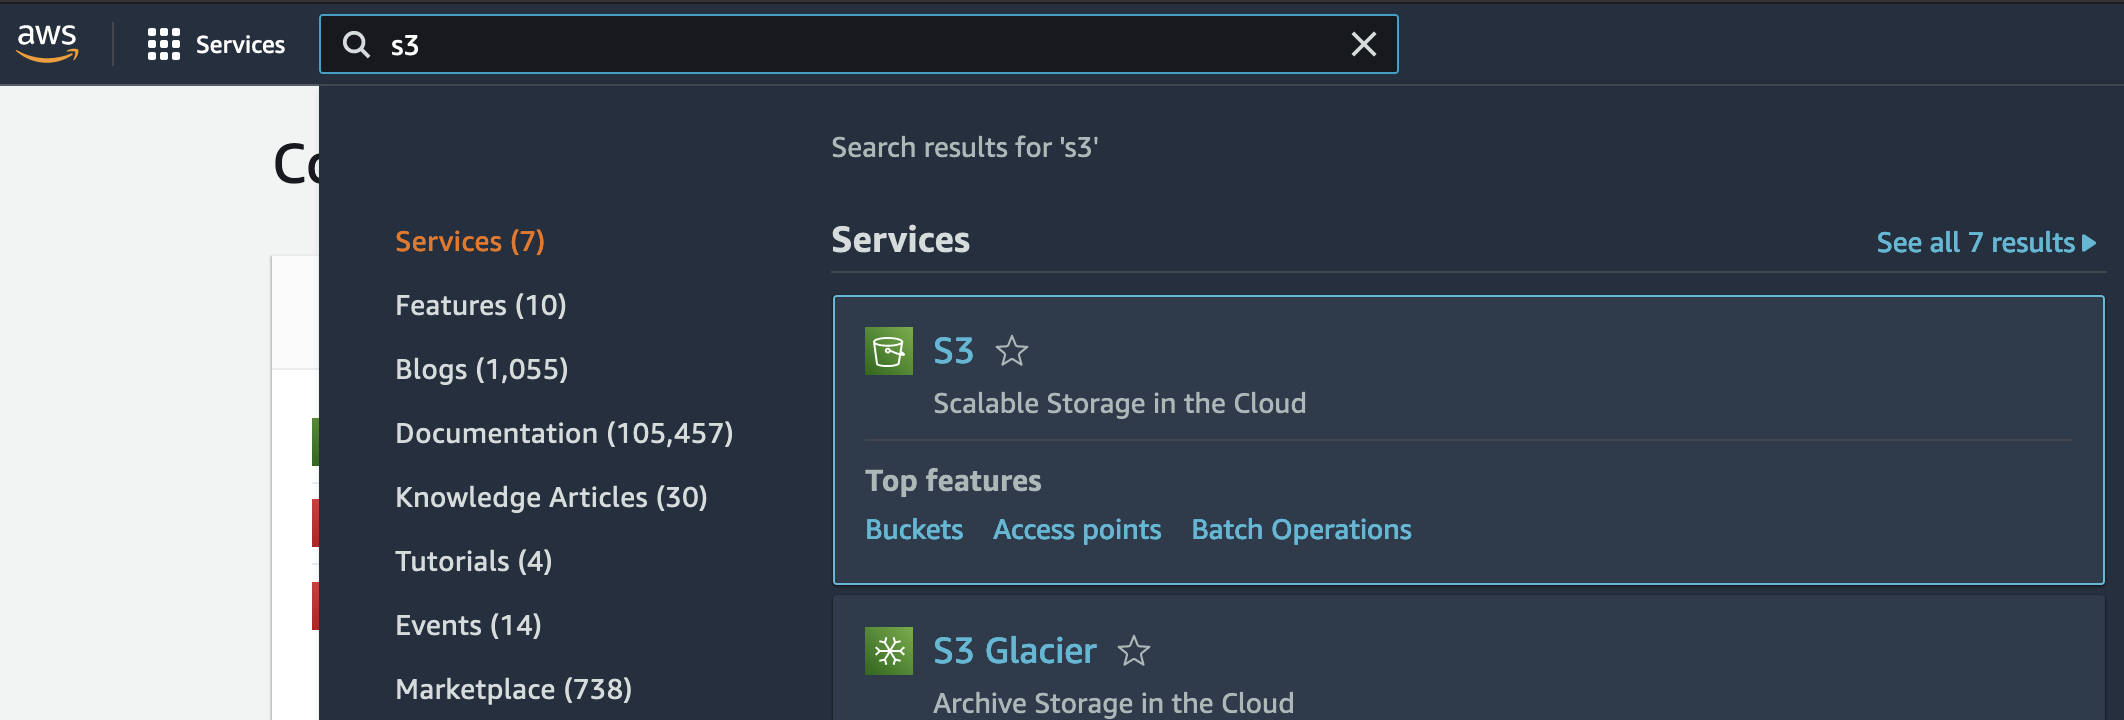 aws
Services
s3
Co
Search results for 's3'
Services (7)
Features (10)
Blogs (1,055)
Documentation (105,457)
Knowledge Articles (30)
Tutorials (4)
Events (14)
Marketplace (738)
Services
See all 7 results
S3
Scalable Storage in the Cloud
Top features
Buckets Access points Batch Operations
S3 Glacier
Archive Storage in the Cloud